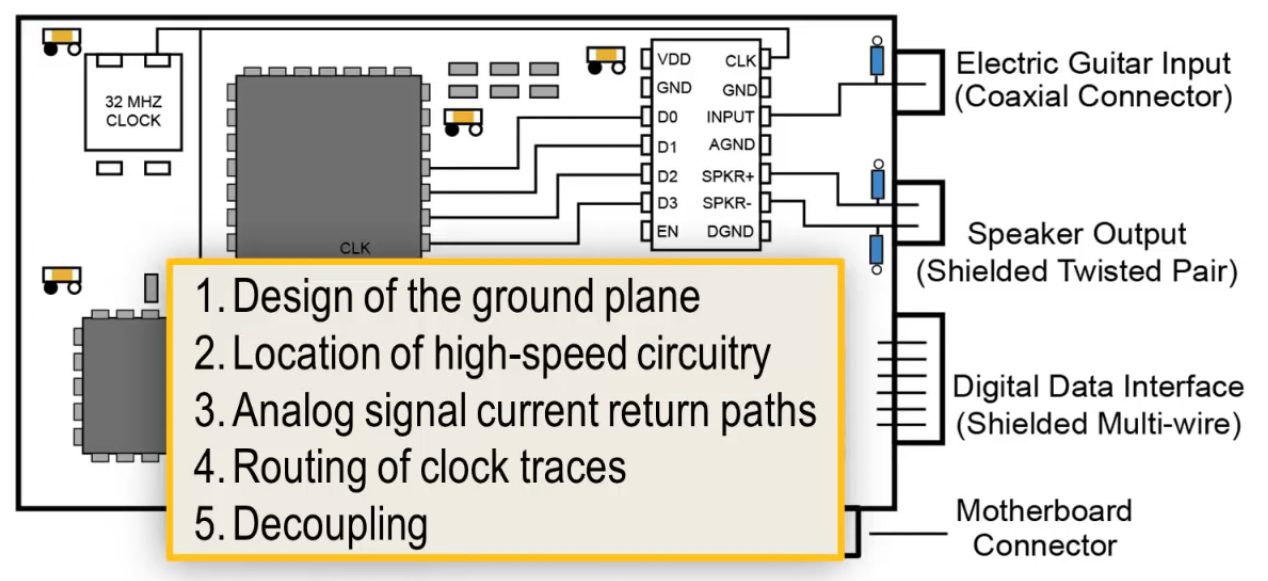 32 MHZ
CLOCK
CLK
VDD
GND
D0
D1
D2
D3
EN
CLK
GND
INPUT
AGND
SPKR+
SPKR-
DGND
Electric Guitar Input
(Coaxial Connector)
Speaker Output
(Shielded Twisted Pair)
Digital Data Interface
(Shielded Multi-wire)
Motherboard
Connector
1. Design of the ground plane
2. Location of high-speed circuitry
3. Analog signal current return paths
4. Routing of clock traces
5. Decoupling